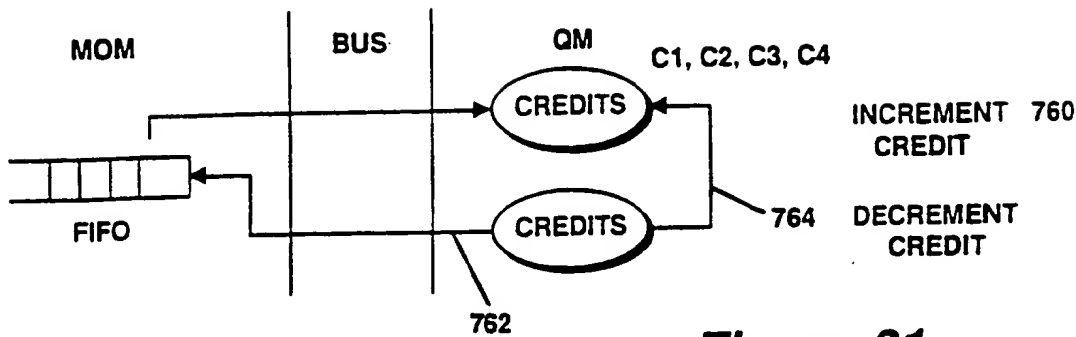 MOM
BUS
QM
C1, C2, C3, C4
CREDITS
INCREMENT 760
CREDIT
FIFO
CREDITS
764
DECREMENT
CREDIT
762